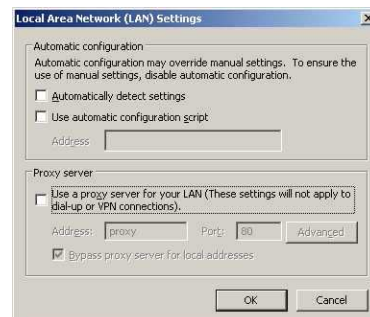 Local Area Network (LAN) Settings
Automatic configuration
Automatic configuration may override manual settings. To ensure the
use of manual settings, disable automatic configuration.
Automatically detect settings
Use automatic configuration script
Address
Proxy server
Use a proxy server for your LAN (These settings will not apply to
dial-up or VPN connections).
Address: proxy Port: 80 Advanced
Bypass proxy server for local addresses
OK Cancel